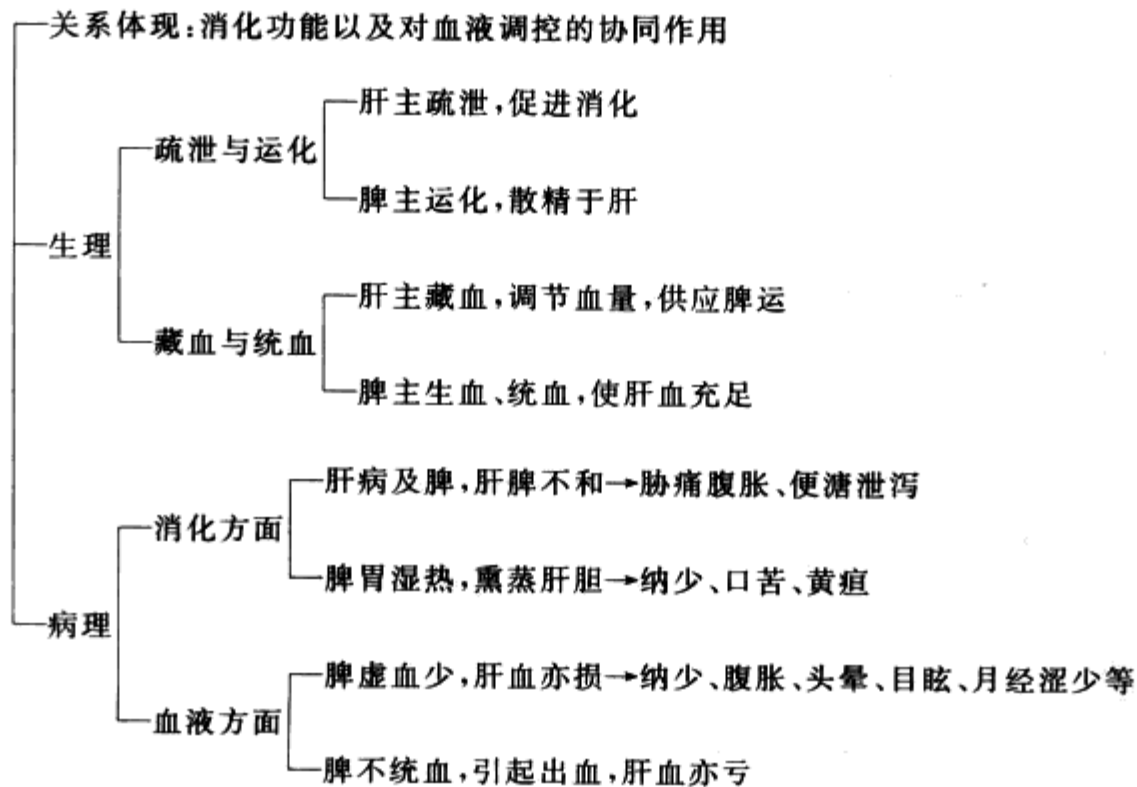 关系体现:消化功能以及对血液调控的协同作用
肝主疏泄,促进消化
疏泄与运化
脾主运化,散精于肝
生理
肝主藏血,调节血量,供应脾运
藏血与统血
脾主生血、统血,使肝血充足
肝病及脾,肝脾不和→胁痛腹胀、便溏泄泻
消化方面
脾胃湿热,熏蒸肝胆→纳少、口苦、黄疸
病理
脾虚血少,肝血亦损→纳少、腹胀、头晕、目眩、月经涩少等
血液方面
脾不统血,引起出血,肝血亦亏